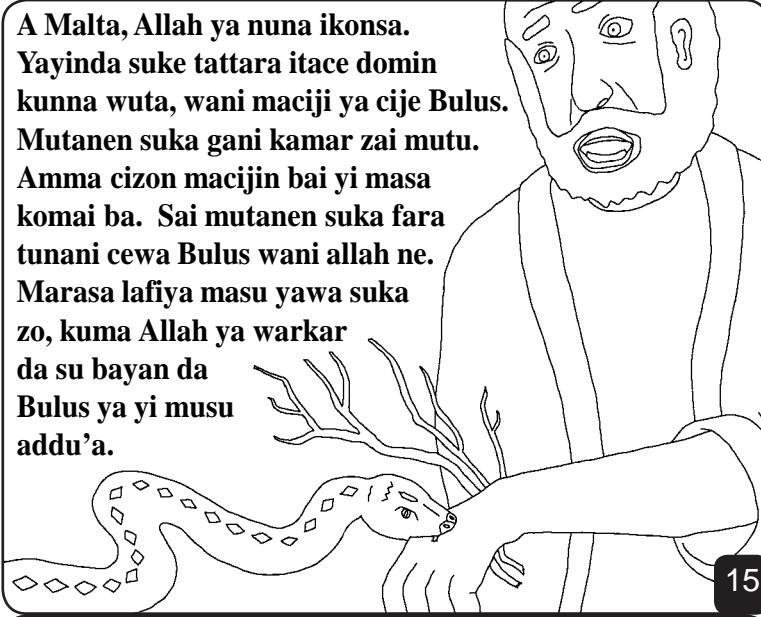 A Malta, Allah ya nuna ikonsa.
Yayinda suke tattara itace domin
kunna wuta, wani maciji ya cije Bulus.
Mutanen suka gani kamar zai mutu.
Amma cizon macijin bai yi masa
komai ba.  Sai mutanen suka fara
tunani cewa Bulus wani allah ne.
Marasa lafiya masu yawa suka
zo, kuma Allah ya warkar
da su bayan da
Bulus ya yi musu
addu’a.
15